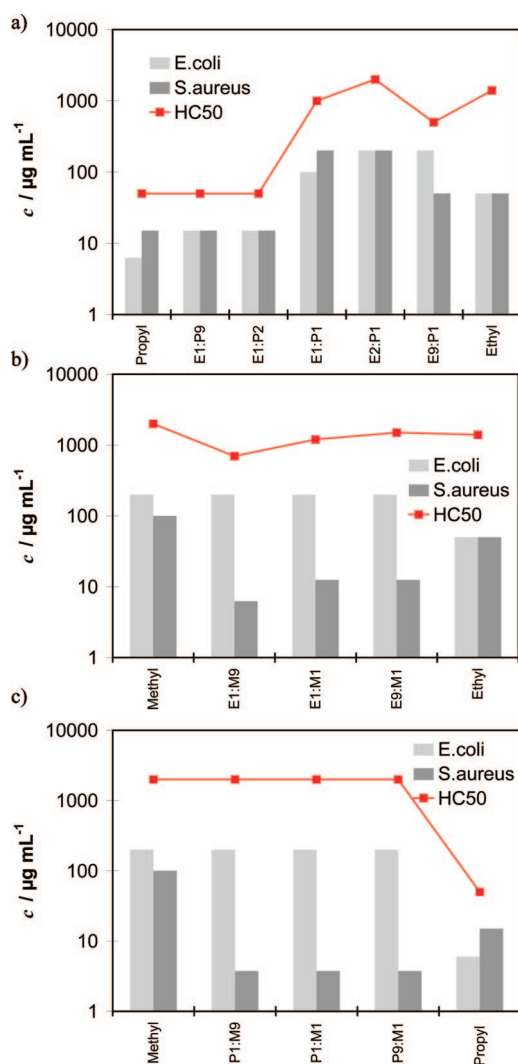 a)
10000
1000
100
10
1
c / µg mL-1
E.coli
S.aureus
HC50
Propyl
E1:P9
E1:P2
E1:P1
E2:P1
E9:P1
Ethyl
b)
10000
1000
100
10
1
c / µg mL-1
E.coli
S.aureus
HC50
Methyl
E1:M9
E1:M1
E9:M1
Ethyl
c)
10000
1000
100
10
1
c / µg mL-1
E.coli
S.aureus
HC50
Methyl
P1:M9
P1:M1
P9:M1
Propyl